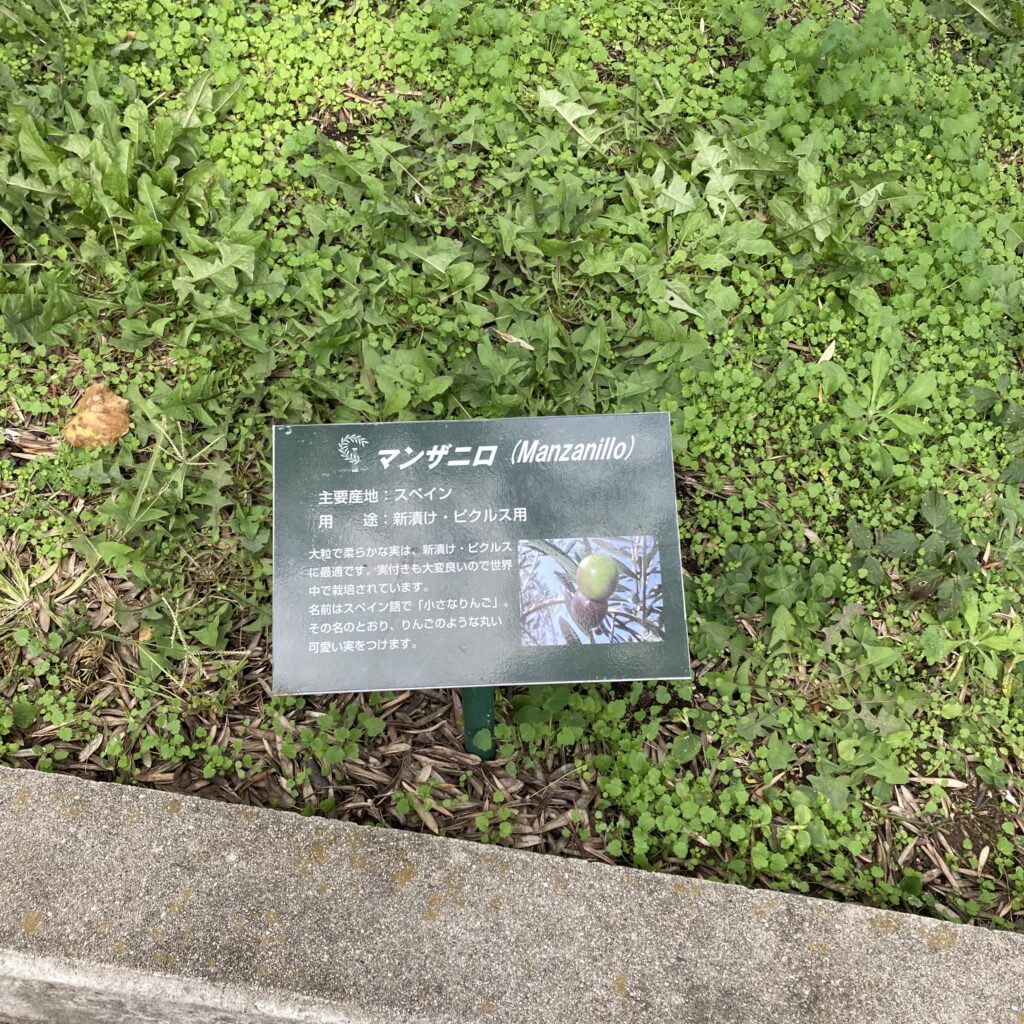 マンザニロ (Manzanillo)
主要産地：スペイン
用　　途：新漬け・ピクルス用
大粒で柔らかな実は、新漬け・ピクルス
に最適です。実付きも大変良いので世界
中で栽培されています。
名前はスペイン語で「小さなりんご」。
その名のとおり、りんごのような丸い
可愛い実をつけます。